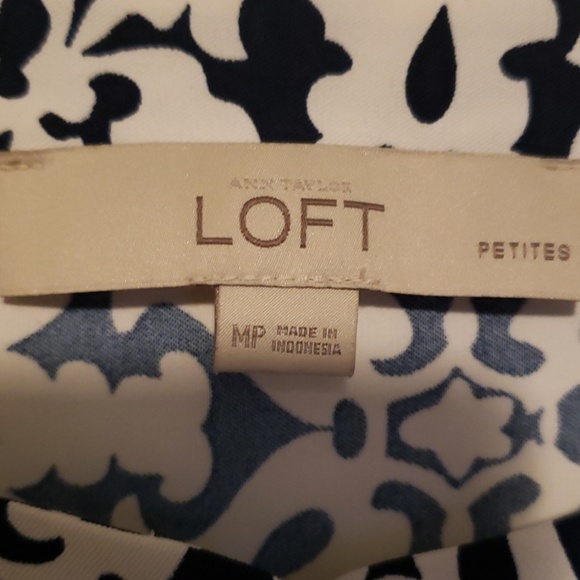 ANN TAYLOR
LOFT
PETITES
MP
MADE IN
INDONESIA